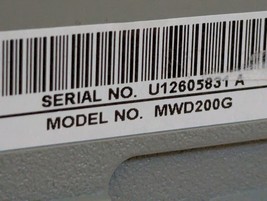 SERIAL NO. U12605831 A
MODEL NO. MWD200G